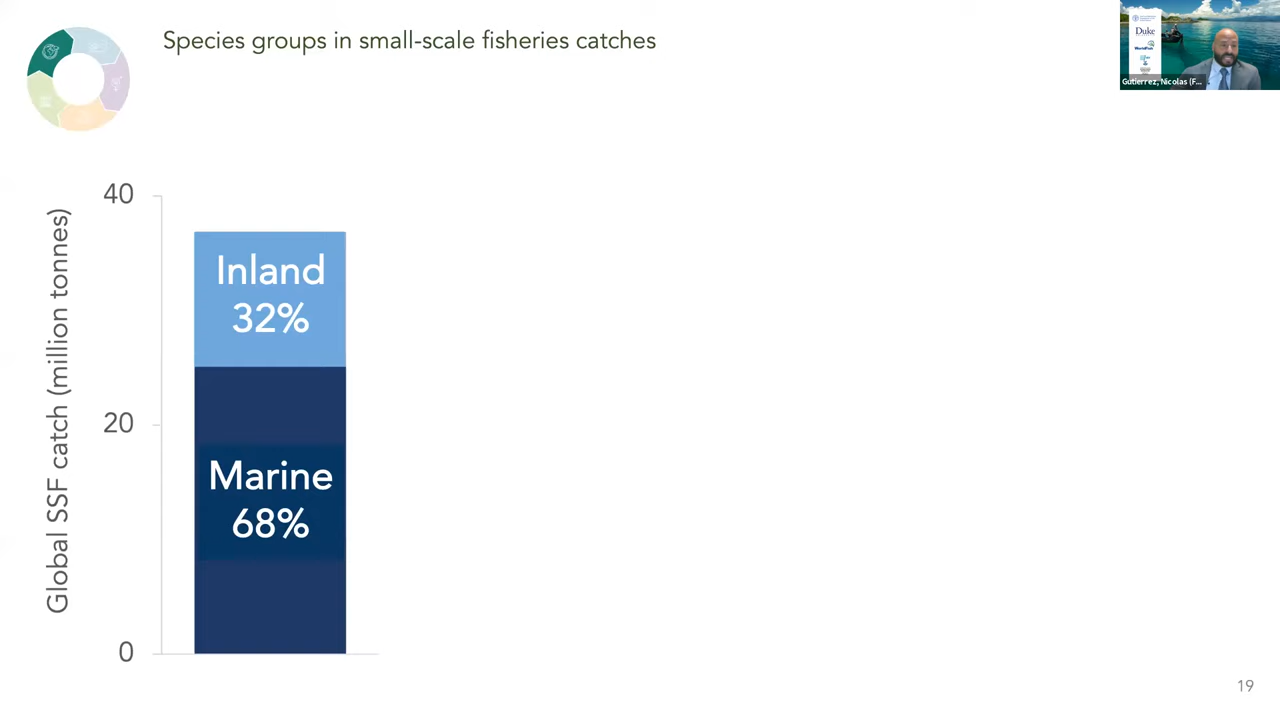 Species groups in small-scale fisheries catches
Duke
WorldFish
Gutierrez, Nicolas (F...
Global SSF catch (million tonnes)
40
20
0
Inland
32%
Marine
68%
19